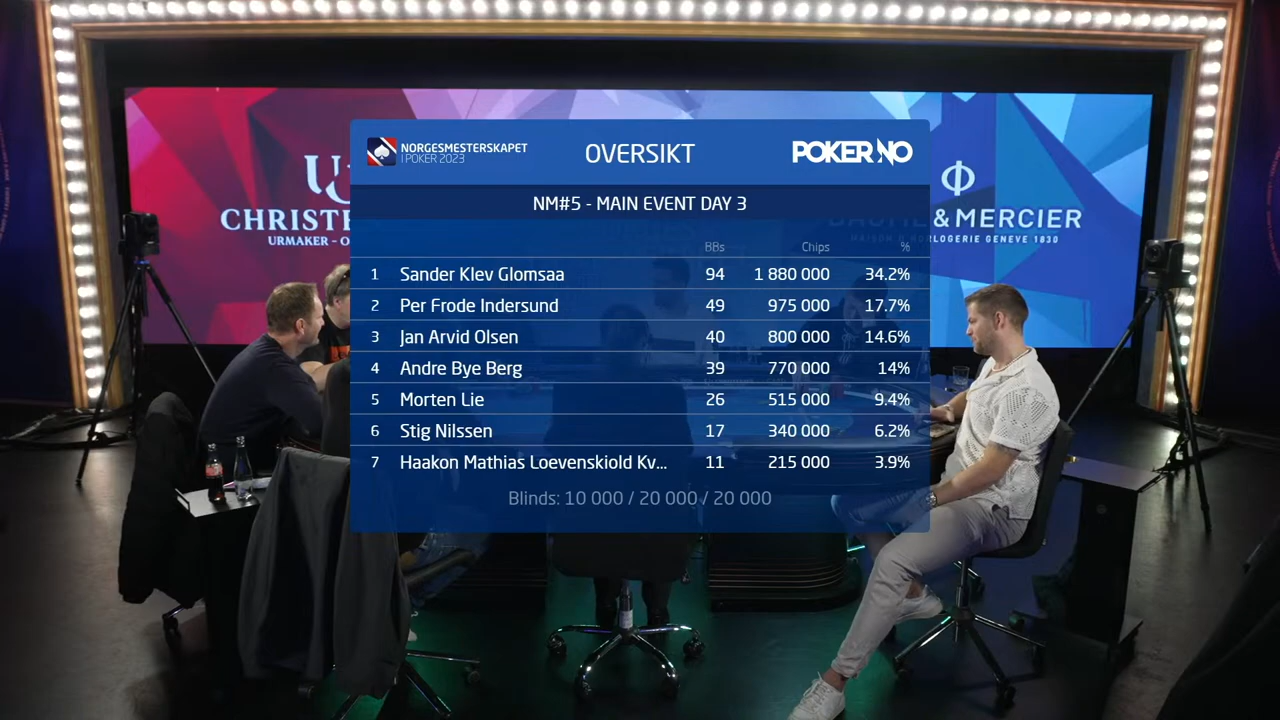 NORGESMESTERSKAPET
I POKER 2023
OVERSIKT
POKER NO
NM#5 - MAIN EVENT DAY 3
BBs Chips %
1 Sander Klev Glomsaa 94 1 880 000 34.2%
2 Per Frode Indersund 49 975 000 17.7%
3 Jan Arvid Olsen 40 800 000 14.6%
4 Andre Bye Berg 39 770 000 14%
5 Morten Lie 26 515 000 9.4%
6 Stig Nilssen 17 340 000 6.2%
7 Haakon Mathias Loevenskiold Kv... 11 215 000 3.9%
Blinds: 10 000 / 20 000 / 20 000
CHRISTE
URMAKER - O
BAUME & MERCIER
MAISON D'HORLOGERIE GENEVE 1830